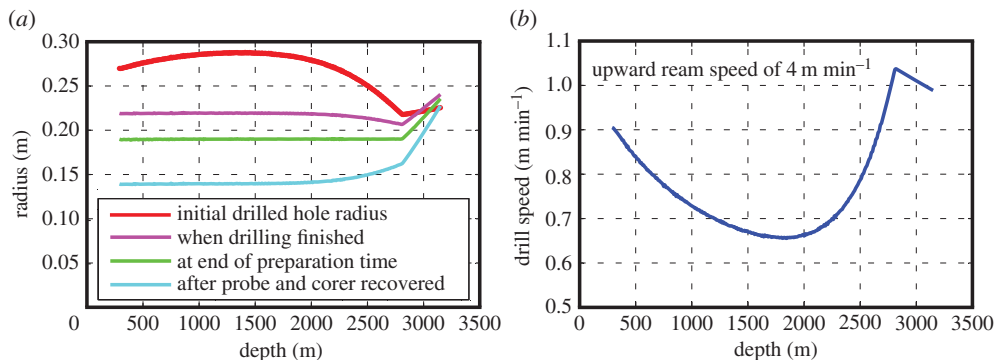 (a)
0.30
0.25
0.20
0.15
0.10
0.05
radius (m)
initial drilled hole radius
when drilling finished
at end of preparation time
after probe and corer recovered
0 500 1000 1500 2000 2500 3000 3500
depth (m)
(b)
1.1
1.0
0.9
0.8
0.7
0.6
0.5
drill speed (m min⁻¹)
upward ream speed of 4 m min⁻¹
0 500 1000 1500 2000 2500 3000 3500
depth (m)